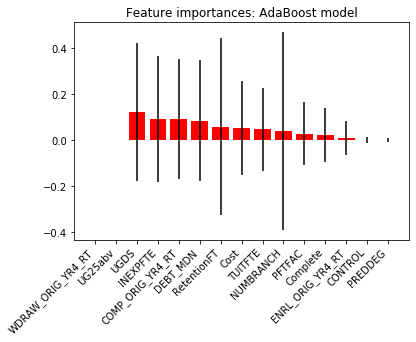 Feature importances: AdaBoost model
0.4
0.2
0.0
−0.2
−0.4
WDRAW_ORIG_YR4_RT
UG25abv
UGDS
INEXPFTE
COMP_ORIG_YR4_RT
DEBT_MDN
RetentionFT
Cost
TUITFTE
NUMBRANCH
PFTFAC
Complete
ENRL_ORIG_YR4_RT
CONTROL
PREDDEG